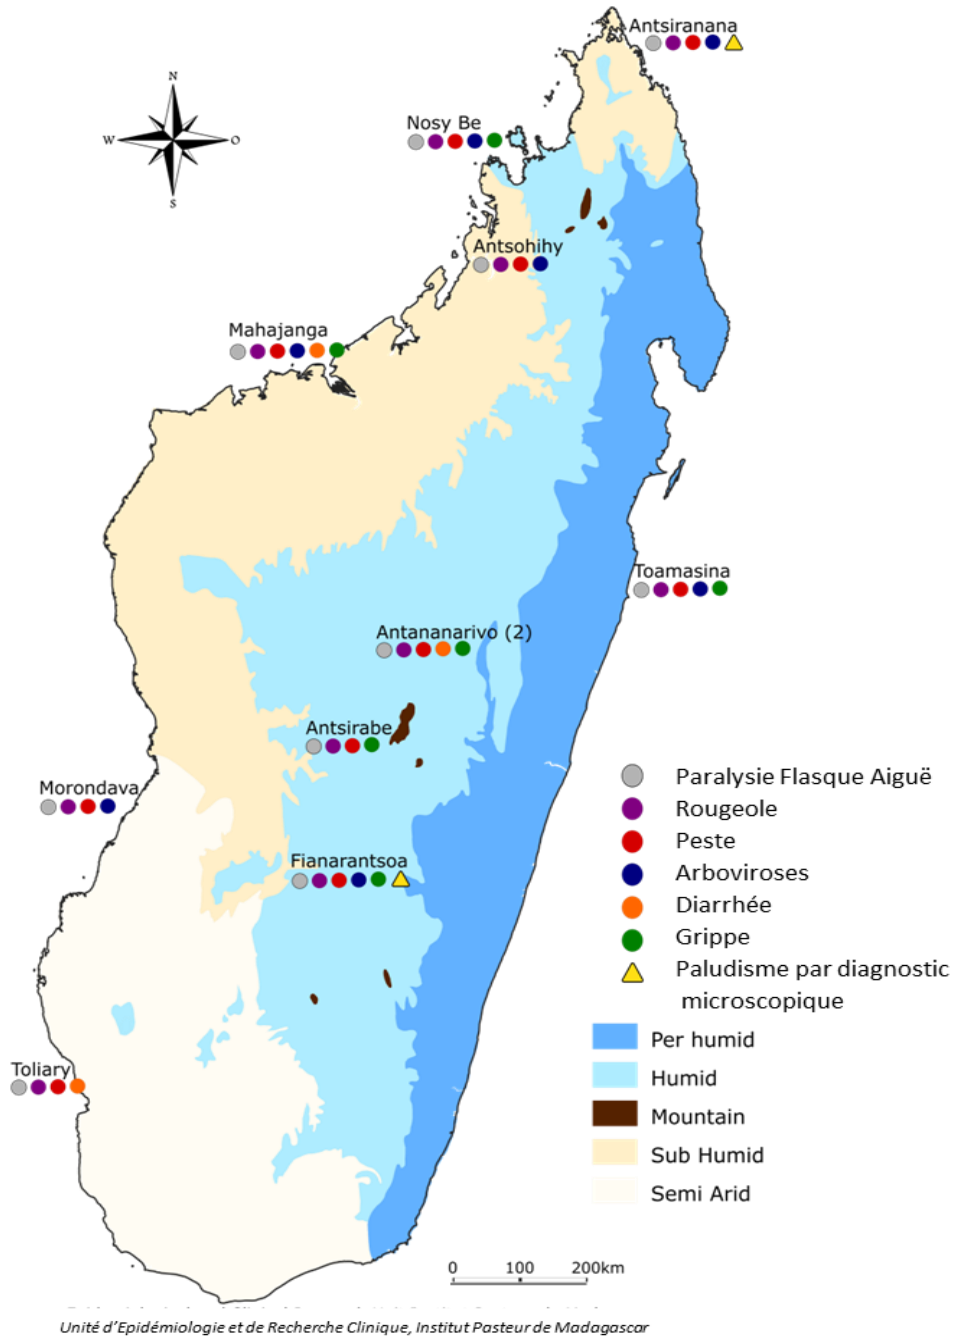 Antsiranana
N
W
O
S
Nosy Be
Antsohihy
Mahajanga
Toamasina
Antananarivo (2)
Antsirabe
Morondava
Fianarantsoa
Toliary
Paralysie Flasque Aiguë
Rougeole
Peste
Arboviroses
Diarrhée
Grippe
Paludisme par diagnostic
microscopique
Per humid
Humid
Mountain
Sub Humid
Semi Arid
0 100 200km
Unité d'Epidémiologie et de Recherche Clinique, Institut Pasteur de Madagascar